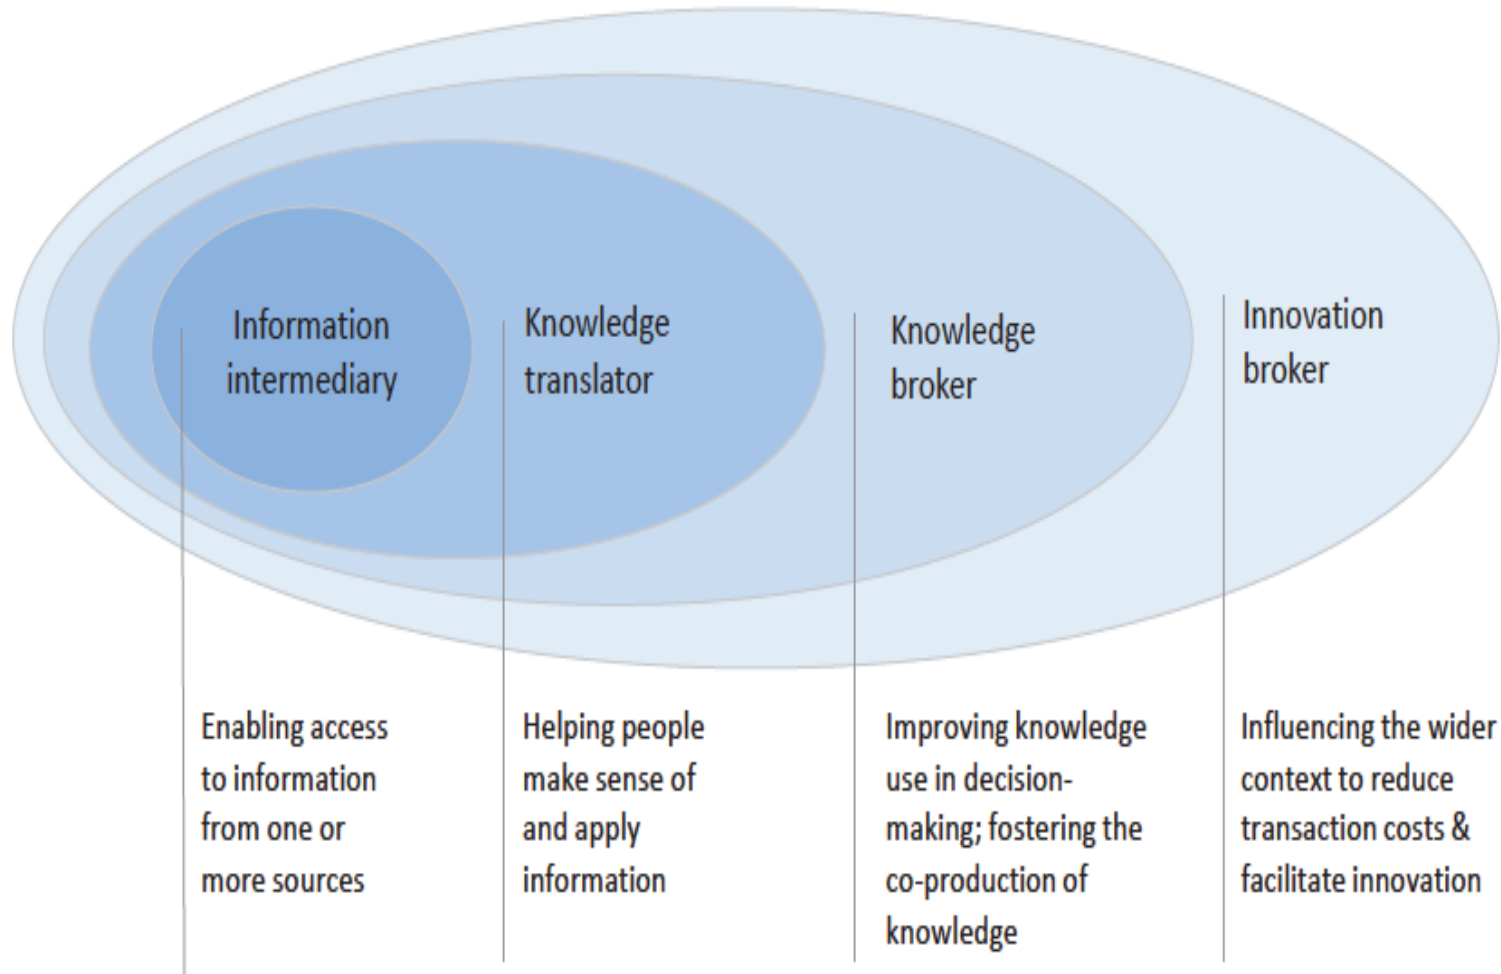 Information
intermediary
Knowledge
translator
Knowledge
broker
Innovation
broker
Enabling access
to information
from one or
more sources
Helping people
make sense of
and apply
information
Improving knowledge
use in decision-
making; fostering the
co-production of
knowledge
Influencing the wider
context to reduce
transaction costs &
facilitate innovation